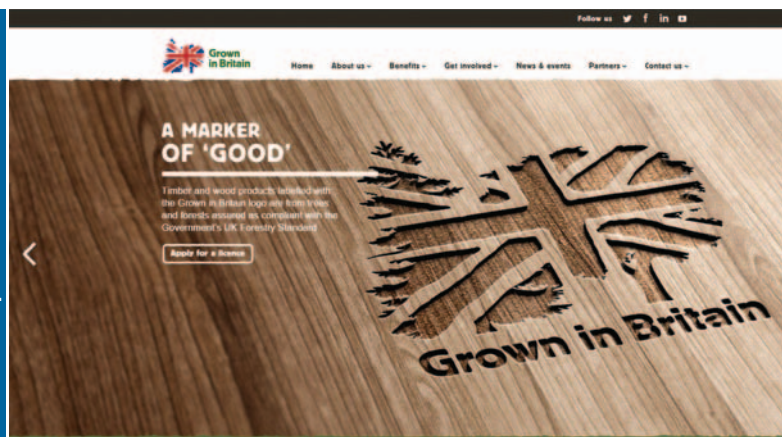 Follow us
Grown
in Britain
Home About us Benefits Get involved News & events Partners Contact us
A MARKER
OF ‘GOOD’
Timber and wood products labelled with
the Grown in Britain logo are from trees
and forests assured as compliant with the
Government's UK Forestry Standard
Apply for a licence
Grown in Britain